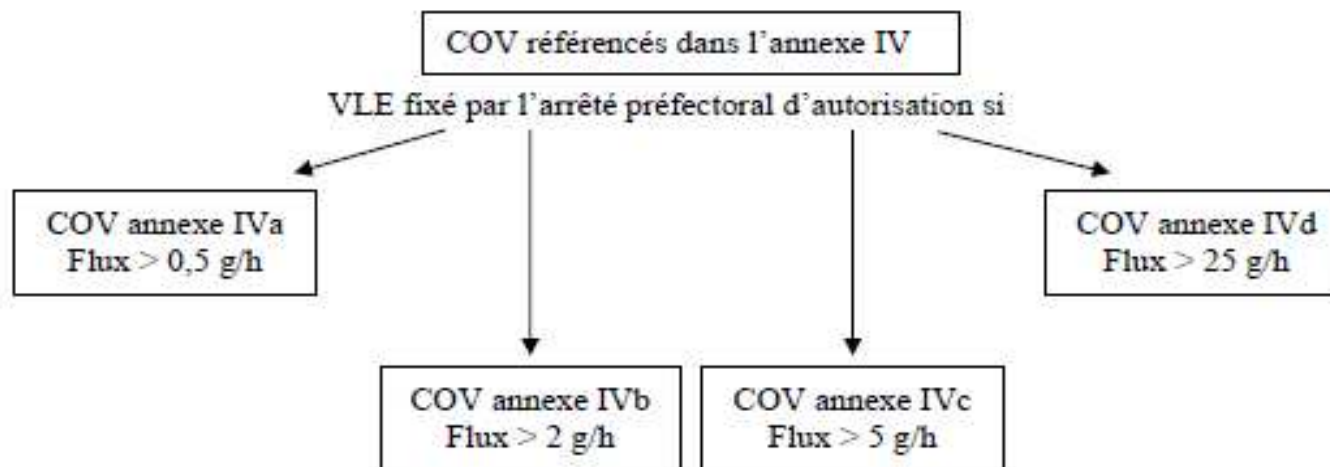 COV référencés dans l'annexe IV
VLE fixé par l'arrêté préfectoral d'autorisation si
COV annexe IVa
Flux > 0,5 g/h
COV annexe IVd
Flux > 25 g/h
COV annexe IVb
Flux > 2 g/h
COV annexe IVc
Flux > 5 g/h